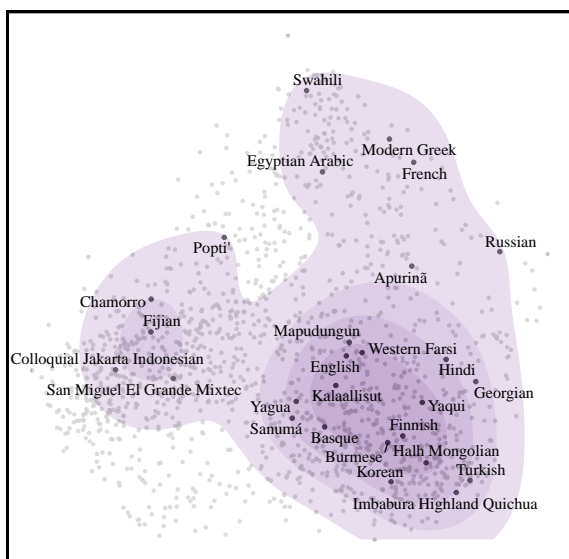 Swahili
Modern Greek
Egyptian Arabic
French
Popti'
Russian
Apurinã
Chamorro
Fijian
Mapudungun
Colloquial Jakarta Indonesian
English
Western Farsi
Hindi
San Miguel El Grande Mixtec
Kalaallisut
Georgian
Yagua
Yaqui
Sanumá
Basque
Finnish
Burmese
Halh Mongolian
Korean
Turkish
Imbabura Highland Quichua